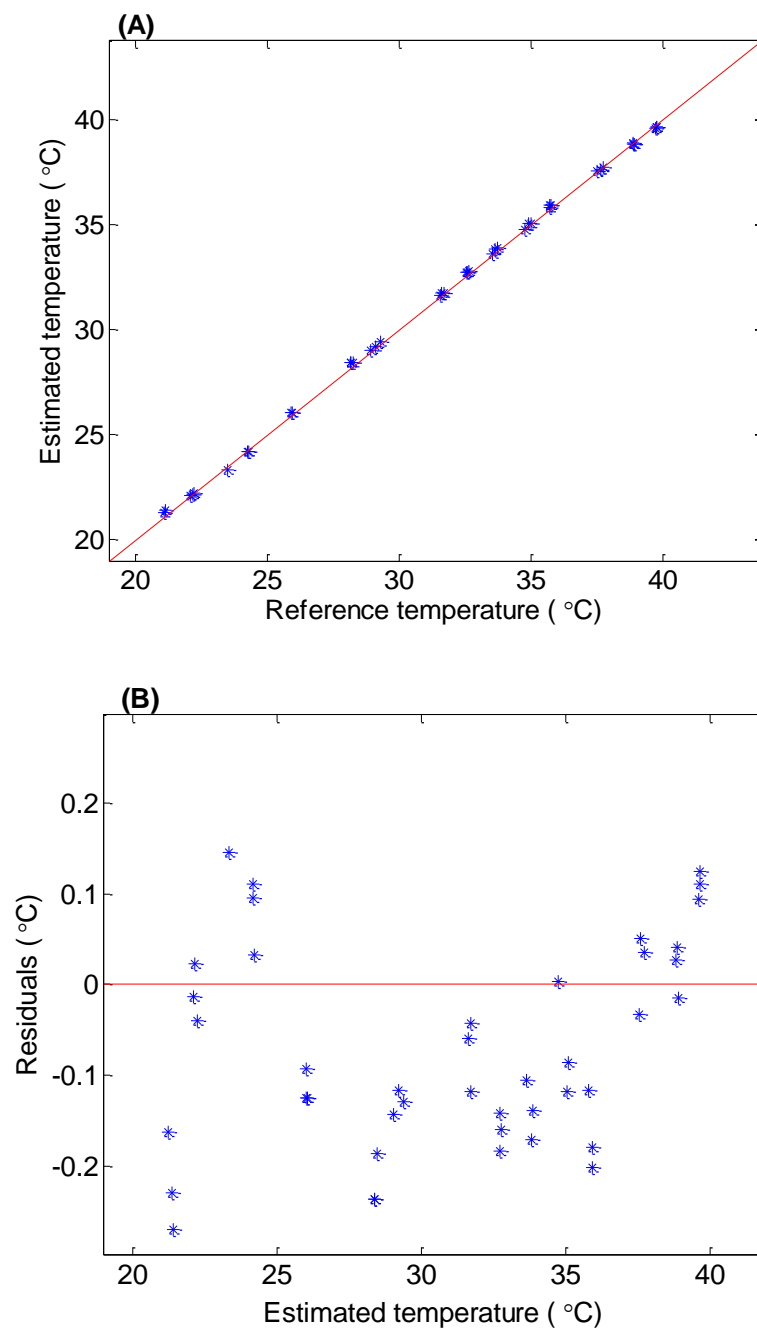 (A)
40
35
30
25
20
Estimated temperature ( °C)
20 25 30 35 40
Reference temperature ( °C)
(B)
0.2
0.1
0
-0.1
-0.2
Residuals ( °C)
20 25 30 35 40
Estimated temperature ( °C)